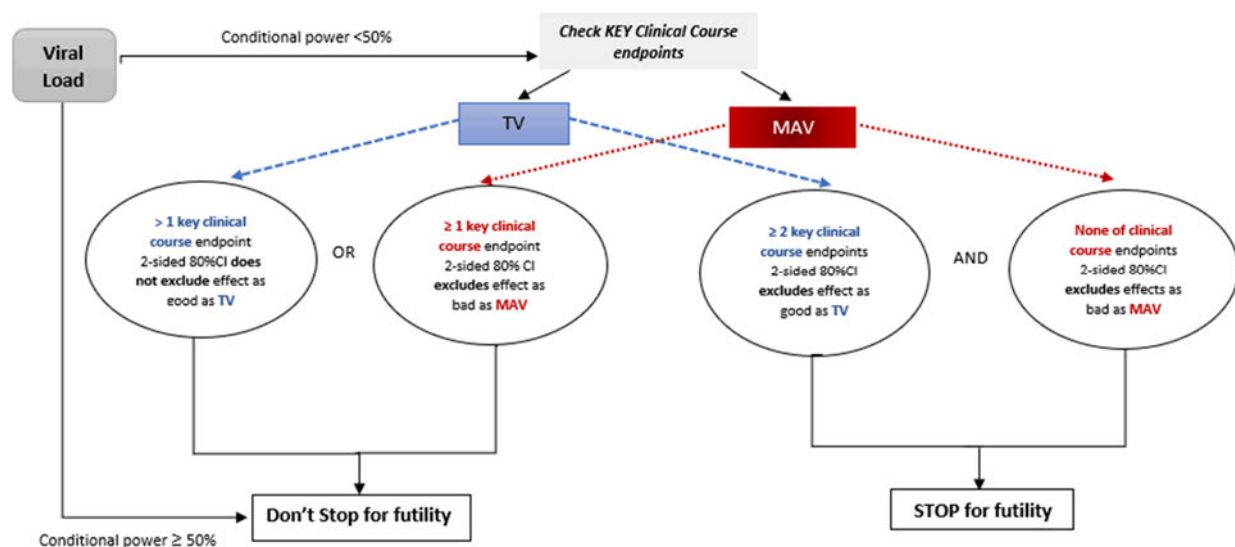 Viral
Load
Conditional power <50%
Check KEY Clinical Course
endpoints
TV
MAV
> 1 key clinical
course endpoint
2-sided 80%CI does
not exclude effect as
good as TV
OR
≥ 1 key clinical
course endpoint
2-sided 80% CI
excludes effect as
bad as MAV
≥ 2 key clinical
course endpoints
2-sided 80%CI
excludes effect as
good as TV
AND
None of clinical
course endpoints
2-sided 80%CI
excludes effects as
bad as MAV
Don't Stop for futility
STOP for futility
Conditional power ≥ 50%